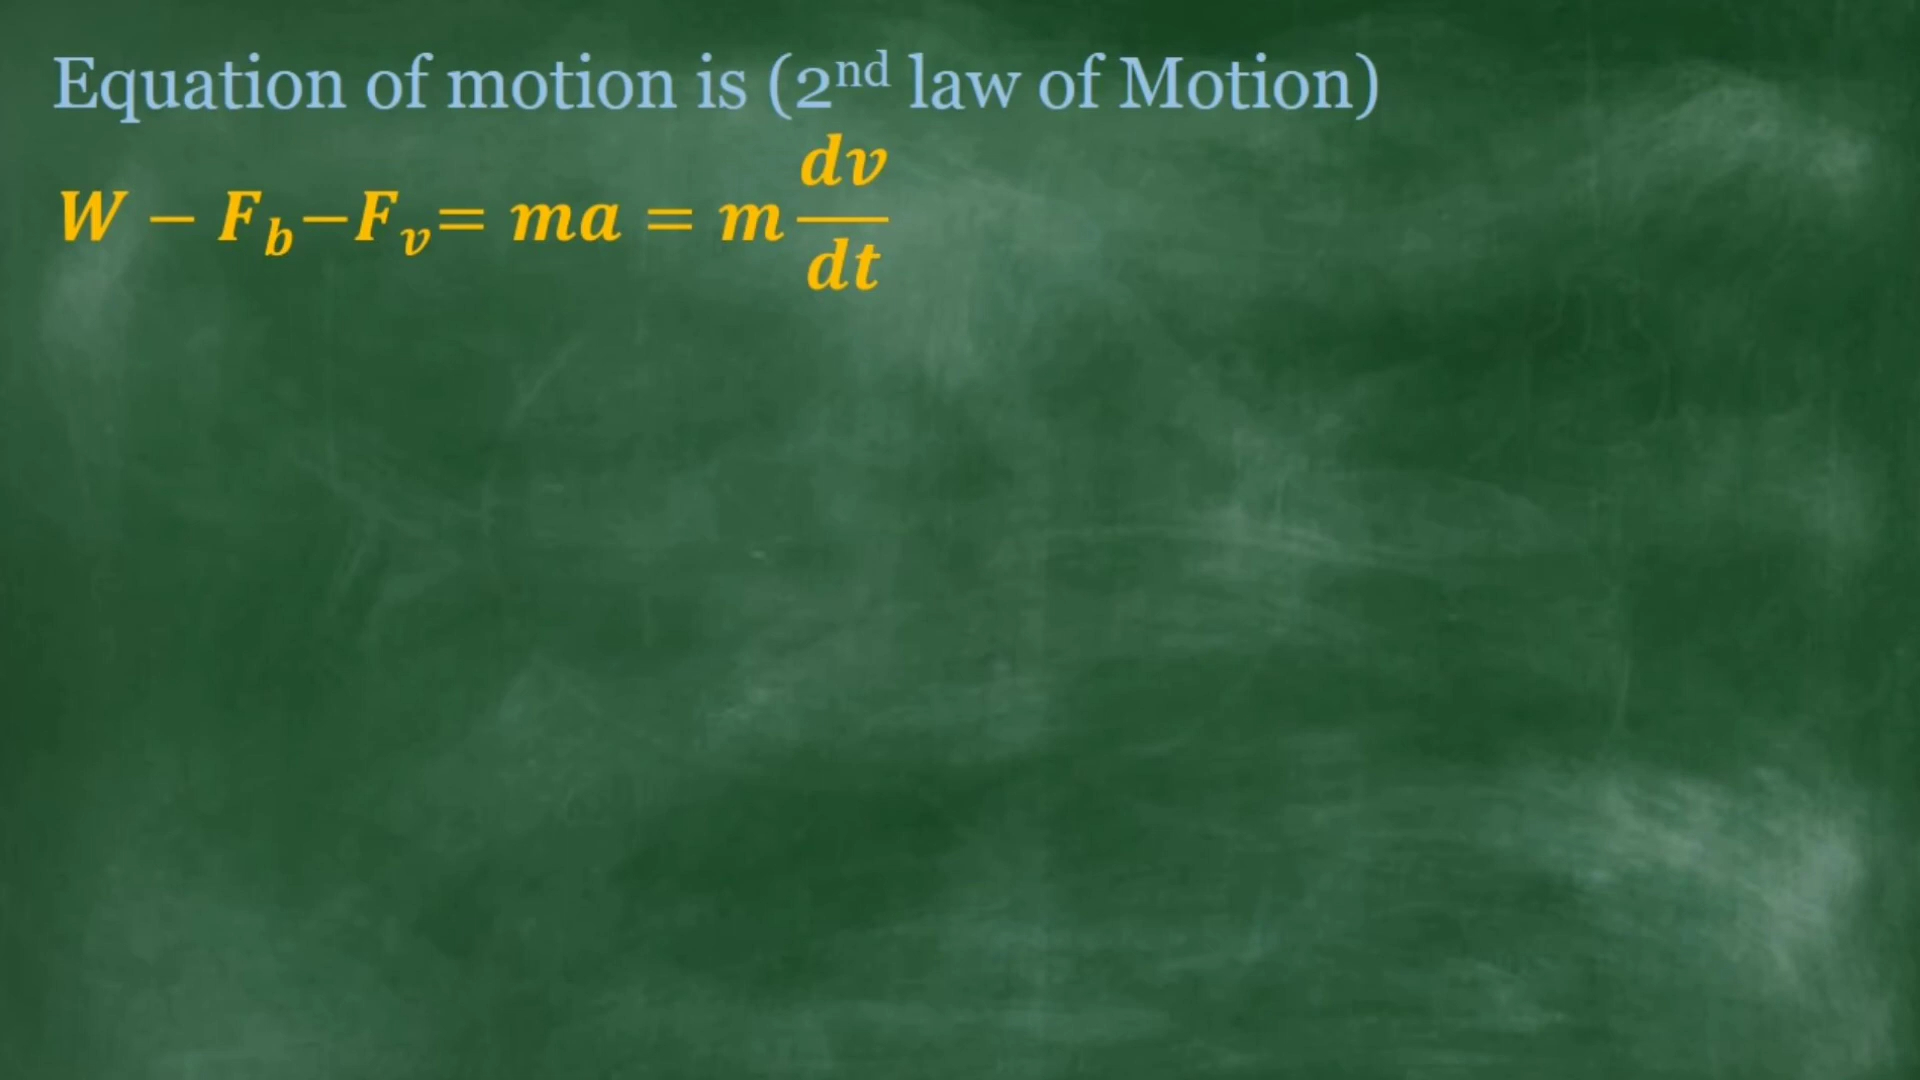 Equation of motion is (2nd law of Motion)
W − F_b − F_v = ma = m dv/dt